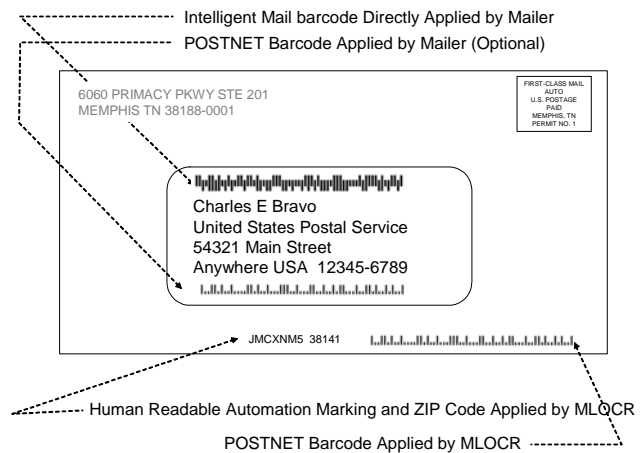 Intelligent Mail barcode Directly Applied by Mailer
POSTNET Barcode Applied by Mailer (Optional)
6060 PRIMACY PKWY STE 201
MEMPHIS TN 38188-0001
FIRST-CLASS MAIL
AUTO
U.S. POSTAGE
PAID
MEMPHIS, TN
PERMIT NO. 1
Charles E Bravo
United States Postal Service
54321 Main Street
Anywhere USA 12345-6789
JMCXNM5 38141
Human Readable Automation Marking and ZIP Code Applied by MLOCR
POSTNET Barcode Applied by MLOCR